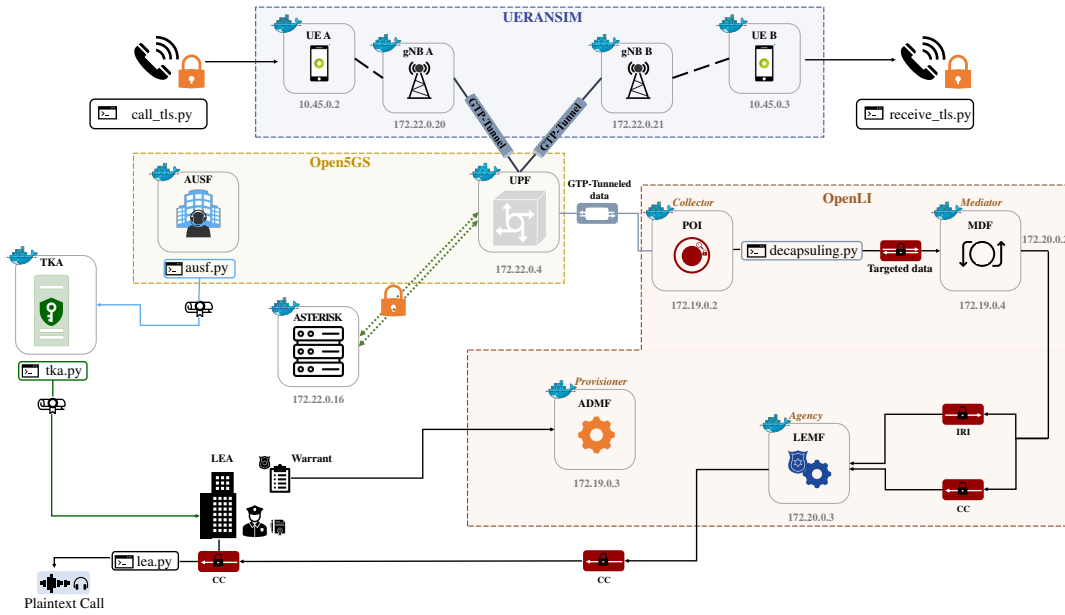 UERANSIM
UE A
gNB A
gNB B
UE B
10.45.0.2
172.22.0.20
172.22.0.21
10.45.0.3
call_tls.py
receive_tls.py
GTP-Tunnel
GTP-Tunnel
Open5GS
AUSF
UPF
172.22.0.4
ausf.py
GTP-Tunneled
data
OpenLI
Collector
POI
172.19.0.2
decapsuling.py
Targeted data
Mediator
MDF
172.19.0.4
TKA
tka.py
ASTERISK
172.22.0.16
Provisioner
ADMF
172.19.0.3
Agency
LEMF
172.20.0.3
IRI
CC
LEA
Warrant
lea.py
CC
CC
Plaintext Call